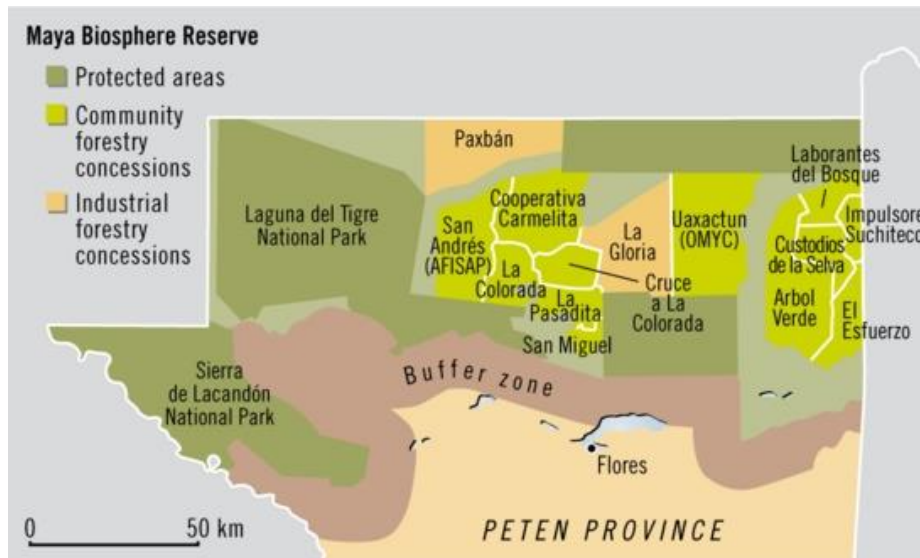 Maya Biosphere Reserve
Protected areas
Community
forestry
concessions
Industrial
forestry
concessions
Paxbán
Laborantes
del Bosque
Laguna del Tigre
National Park
San
Andrés
(AFISAP)
Cooperativa
Carmelita
La
Gloria
Uaxactun
(OMYC)
Impulsore
Suchitecc
Custodios
de la Selva
La
Colorada
Cruce
a La
Colorada
La
Pasadita
Arbol
Verde
El
Esfuerzo
San Miguel
Sierra
de Lacandón
National Park
Buffer zone
Flores
0 50 km
PETEN PROVINCE